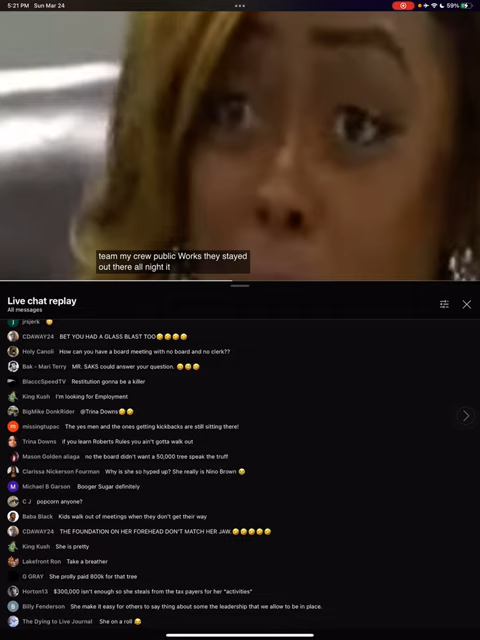 5:21 PM Sun Mar 24
59%
team my crew public Works they stayed
out there all night it
Live chat replay
All messages
jrsjerk
CDAWAY24 BET YOU HAD A GLASS BLAST TOO🤣🤣🤣🤣
Holy Canoli How can you have a board meeting with no board and no clerk??
Bak - Mari Terry MR. SAKS could answer your question. 🤣🤣🤣
BlacccSpeedTV Restitution gonna be a killer
King Kush I'm looking for Employment
BigMike DonkRider @Trina Downs🤣🤣
missingtupac The yes men and the ones getting kickbacks are still sitting there!
Trina Downs if you learn Roberts Rules you ain't gotta walk out
Mason Golden aliaga no the board didn't want a 50,000 tree speak the truff
Clarissa Nickerson Fourman Why is she so hyped up? She really is Nino Brown 😂
M Michael B Garson Booger Sugar definitely
C J popcorn anyone?
Baba Black Kids walk out of meetings when they don't get their way
CDAWAY24 THE FOUNDATION ON HER FOREHEAD DON'T MATCH HER JAW.🤣🤣🤣🤣🤣
King Kush She is pretty
Lakefront Ron Take a breather
G GRAY She prolly paid 800k for that tree
Horton13 $300,000 isn't enough so she steals from the tax payers for her "activities"
Billy Fenderson She make it easy for others to say thing about some the leadership that we allow to be in place.
The Dying to Live Journal She on a roll 😂